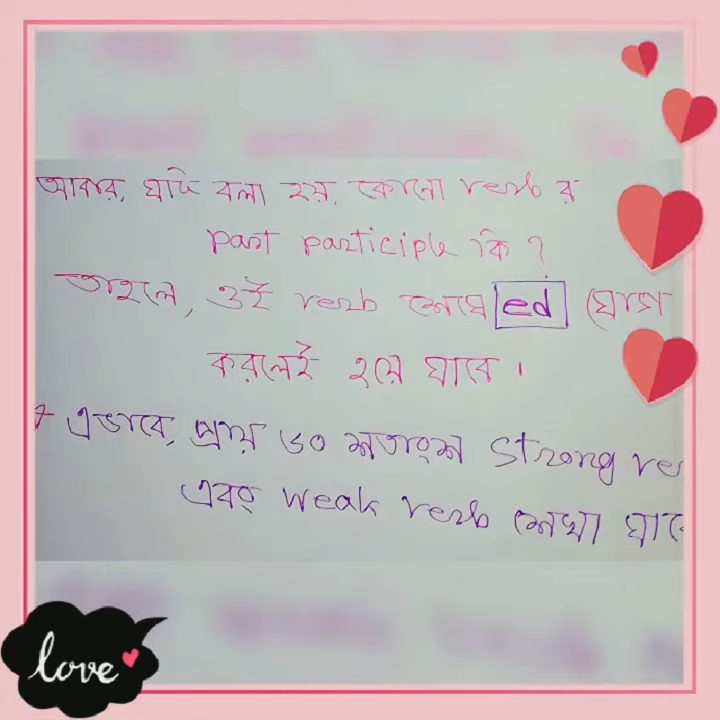 আবার, যদি বলা হয়, কোনো verb র
past participle কি ?
তাহলে, ওই verb শেষে ed যোগ
করলেই হয়ে যাবে ।
* এভাবে, প্রায় ৬০ শতাংশ strong ve
এবং weak verb শেখা যাবে
love